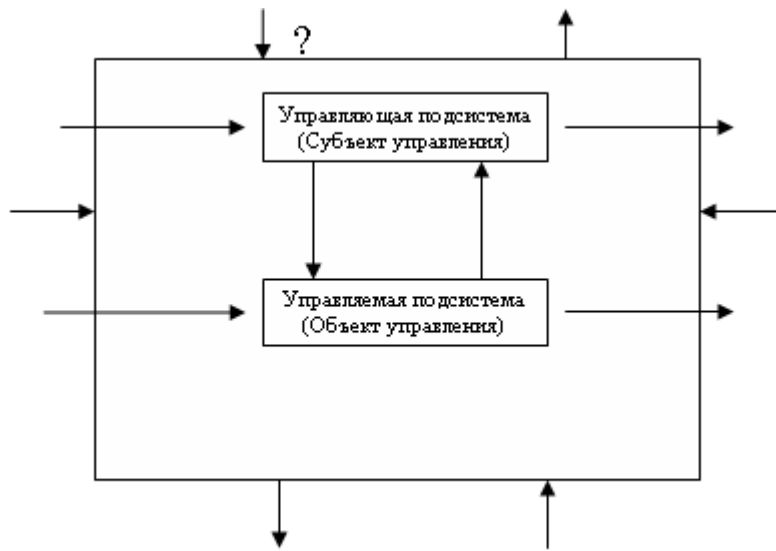 ?
Управляющая подсистема
(Субъект управления)
Управляемая подсистема
(Объект управления)